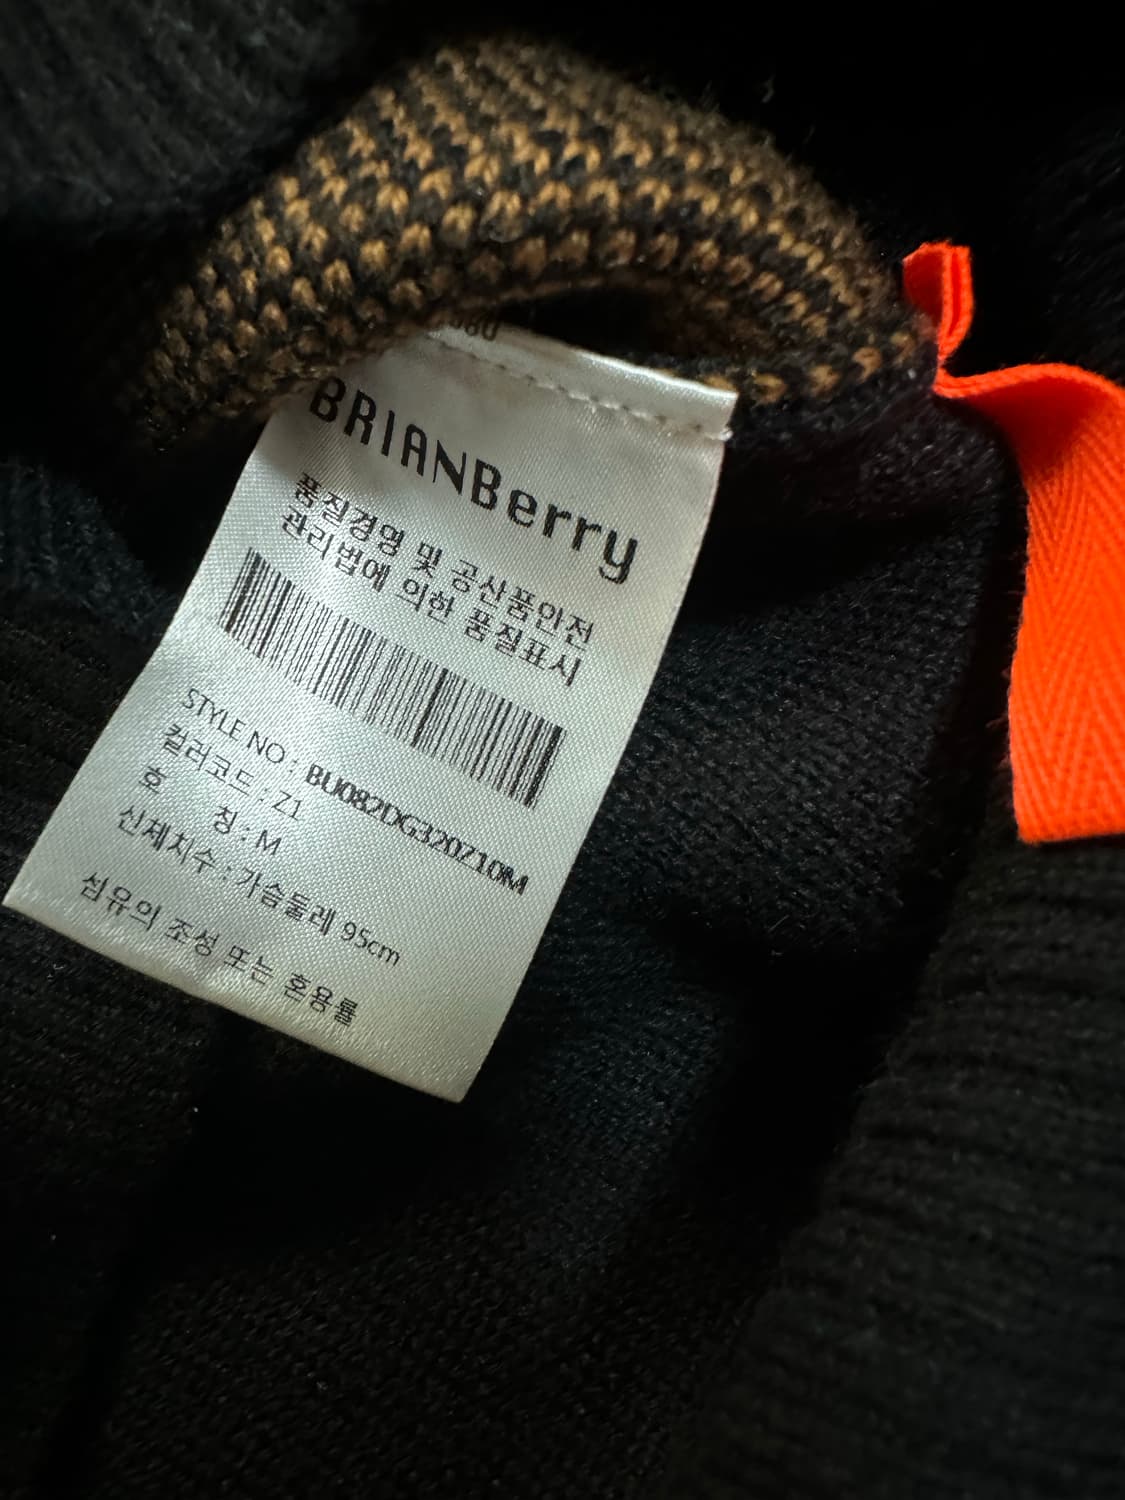 BRIANBerry
품질경영 및 공산품안전
관리법에 의한 품질표시
STYLE NO : BU082DG320Z10M
컬러코드 : Z1
호 칭 : M
신체치수 : 가슴둘레 95cm
섬유의 조성 또는 혼용률